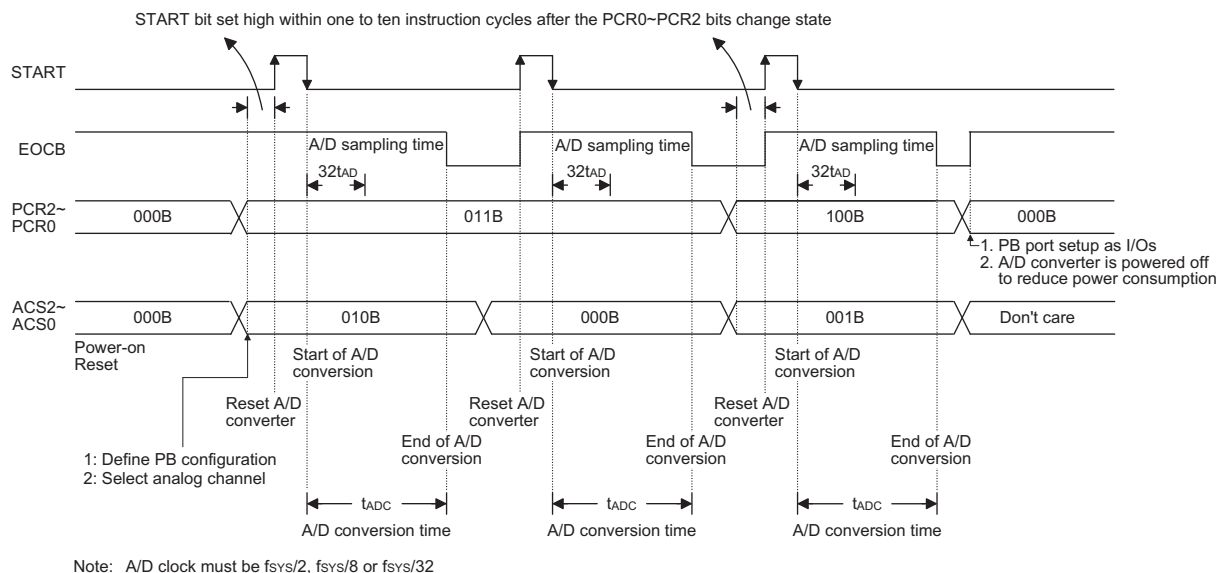 START bit set high within one to ten instruction cycles after the PCR0~PCR2 bits change state
START
EOCB
A/D sampling time
A/D sampling time
A/D sampling time
32tAD
32tAD
32tAD
PCR2~
PCR0
000B
011B
100B
000B
1. PB port setup as I/Os
2. A/D converter is powered off
to reduce power consumption
ACS2~
ACS0
000B
010B
000B
001B
Don't care
Power-on
Reset
Start of A/D
conversion
Start of A/D
conversion
Start of A/D
conversion
Reset A/D
converter
Reset A/D
converter
Reset A/D
converter
End of A/D
conversion
End of A/D
conversion
End of A/D
conversion
1: Define PB configuration
2: Select analog channel
tADC
tADC
tADC
A/D conversion time
A/D conversion time
A/D conversion time
Note: A/D clock must be fSYS/2, fSYS/8 or fSYS/32